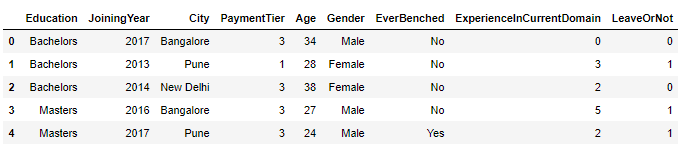 Education JoiningYear City PaymentTier Age Gender EverBenched ExperienceInCurrentDomain LeaveOrNot
0 Bachelors 2017 Bangalore 3 34 Male No 0 0
1 Bachelors 2013 Pune 1 28 Female No 3 1
2 Bachelors 2014 New Delhi 3 38 Female No 2 0
3 Masters 2016 Bangalore 3 27 Male No 5 1
4 Masters 2017 Pune 3 24 Male Yes 2 1